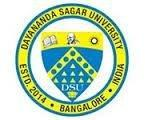 DAYANANDA SAGAR UNIVERSITY
DSU
ESTD. 2014 • BANGALORE • INDIA